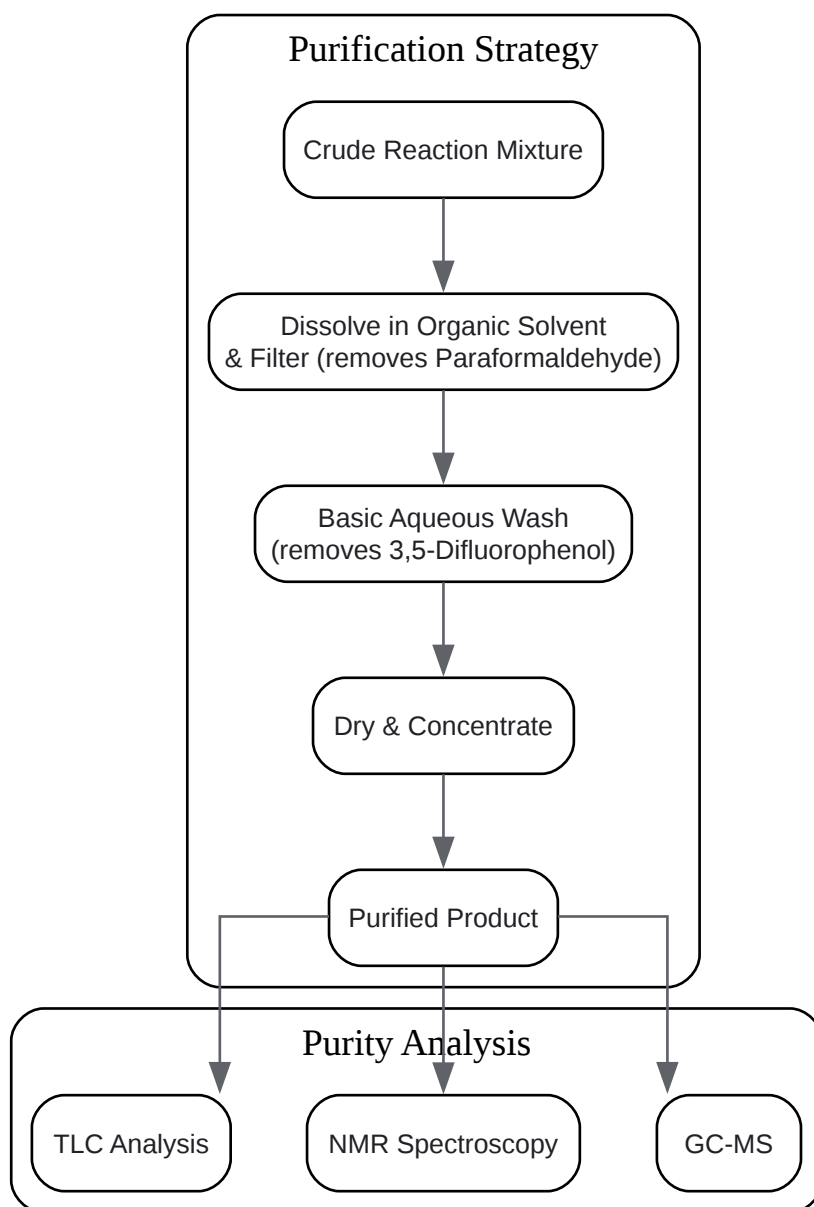 Purification Strategy
Crude Reaction Mixture
Dissolve in Organic Solvent
& Filter (removes Paraformaldehyde)
Basic Aqueous Wash
(removes 3,5-Difluorophenol)
Dry & Concentrate
Purified Product
Purity Analysis
TLC Analysis
NMR Spectroscopy
GC-MS